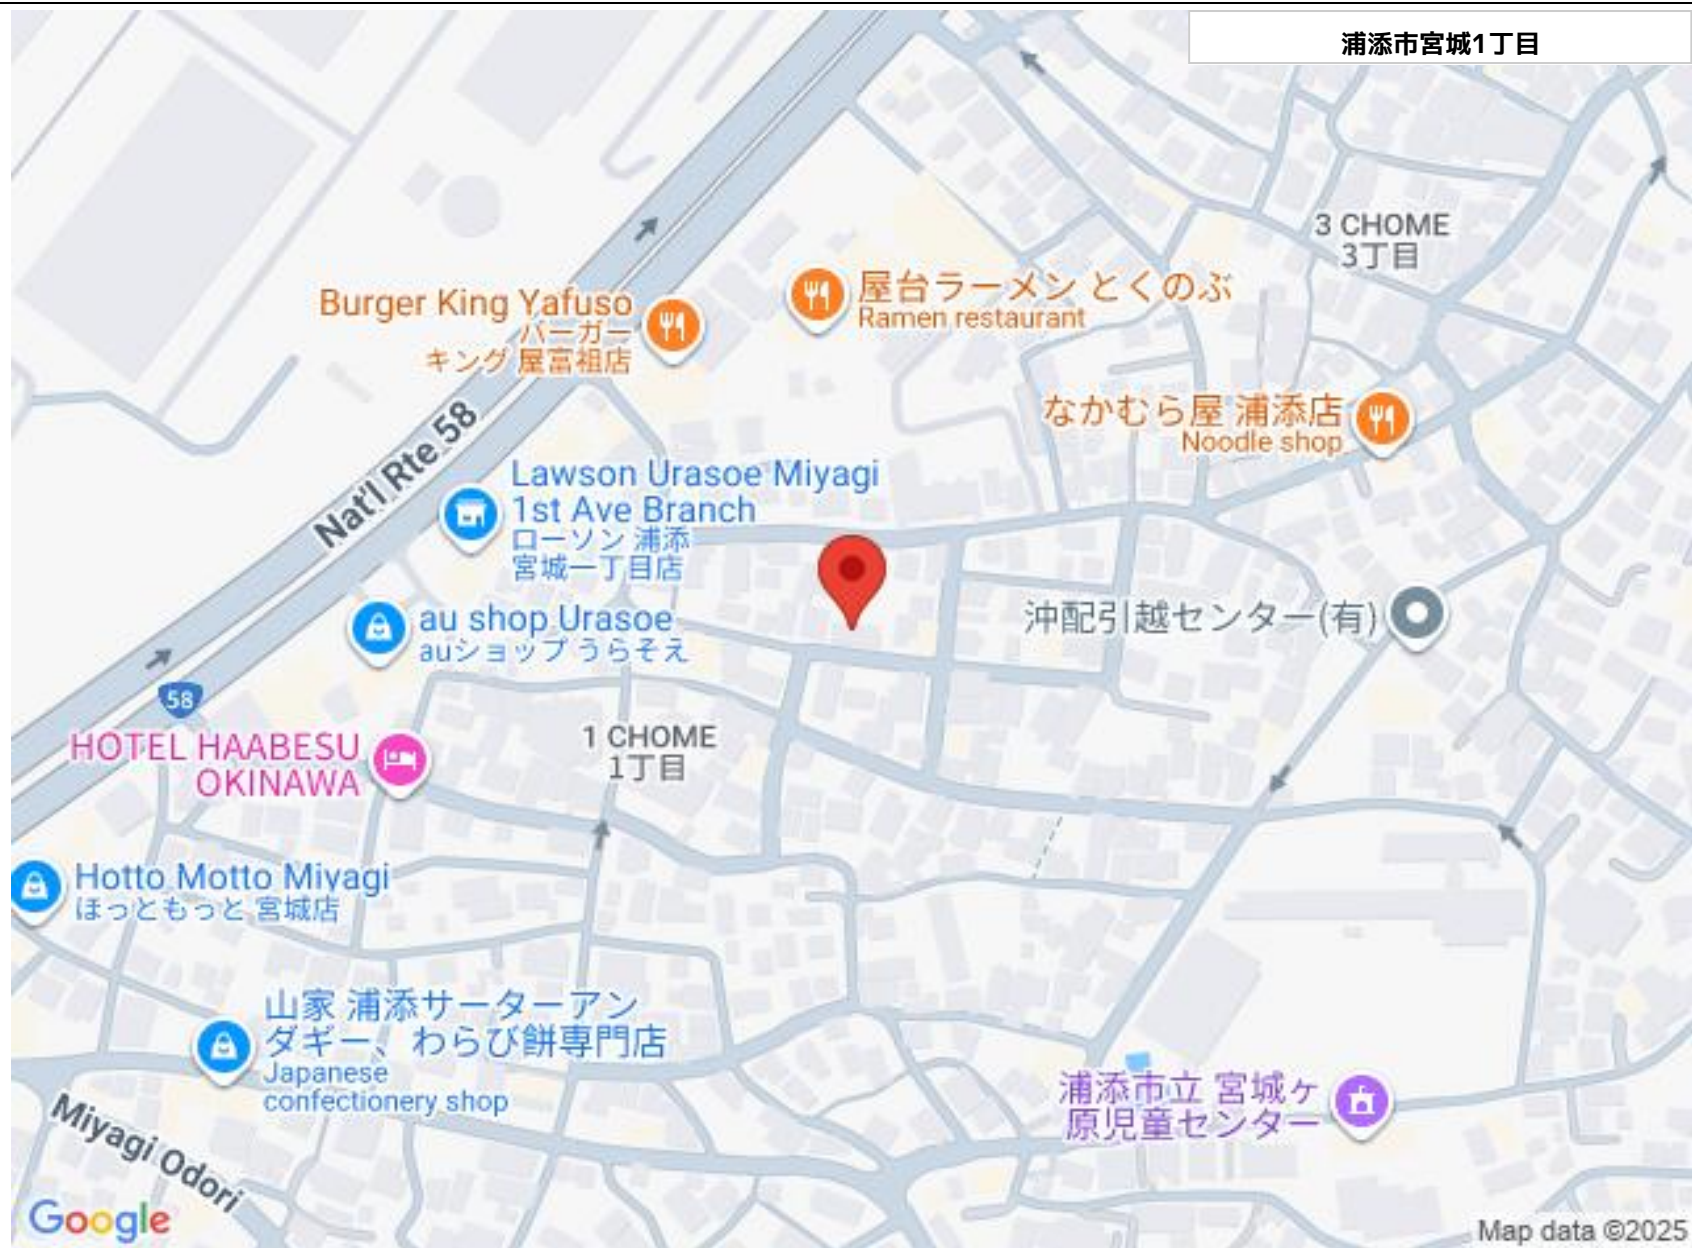 浦添市宮城1丁目
3 CHOME
3丁目
屋台ラーメン とくのぶ
Ramen restaurant
Burger King Yafuso
バーガー
キング 屋富祖店
なかむら屋 浦添店
Noodle shop
Nat'l Rte 58
Lawson Urasoe Miyagi
1st Ave Branch
ローソン 浦添
宮城一丁目店
au shop Urasoe
auショップ うらそえ
沖配引越センター(有)
58
HOTEL HAABESU
OKINAWA
1 CHOME
1丁目
Hotto Motto Miyagi
ほっともっと 宮城店
山家 浦添サーターアン
ダギー、わらび餅専門店
Japanese
confectionery shop
浦添市立 宮城ヶ
原児童センター
Miyagi Odori
Google
Map data ©2025